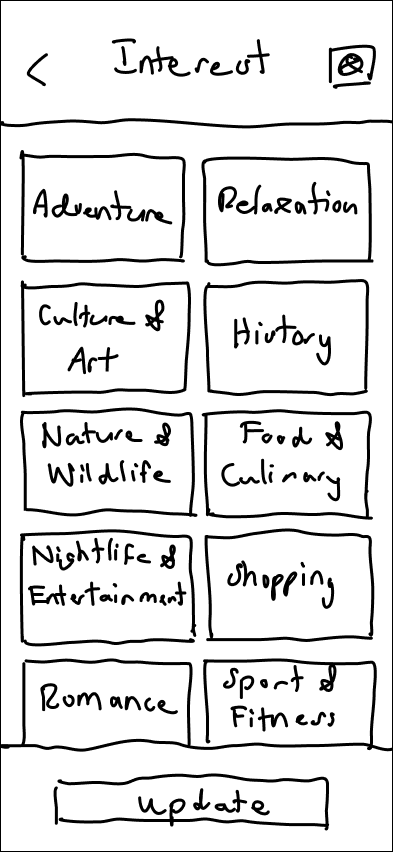 Interest
Adventure
Relaxation
Culture &
Art
History
Nature &
Wildlife
Food &
Culinary
Nightlife &
Entertainment
Shopping
Romance
Sport &
Fitness
update